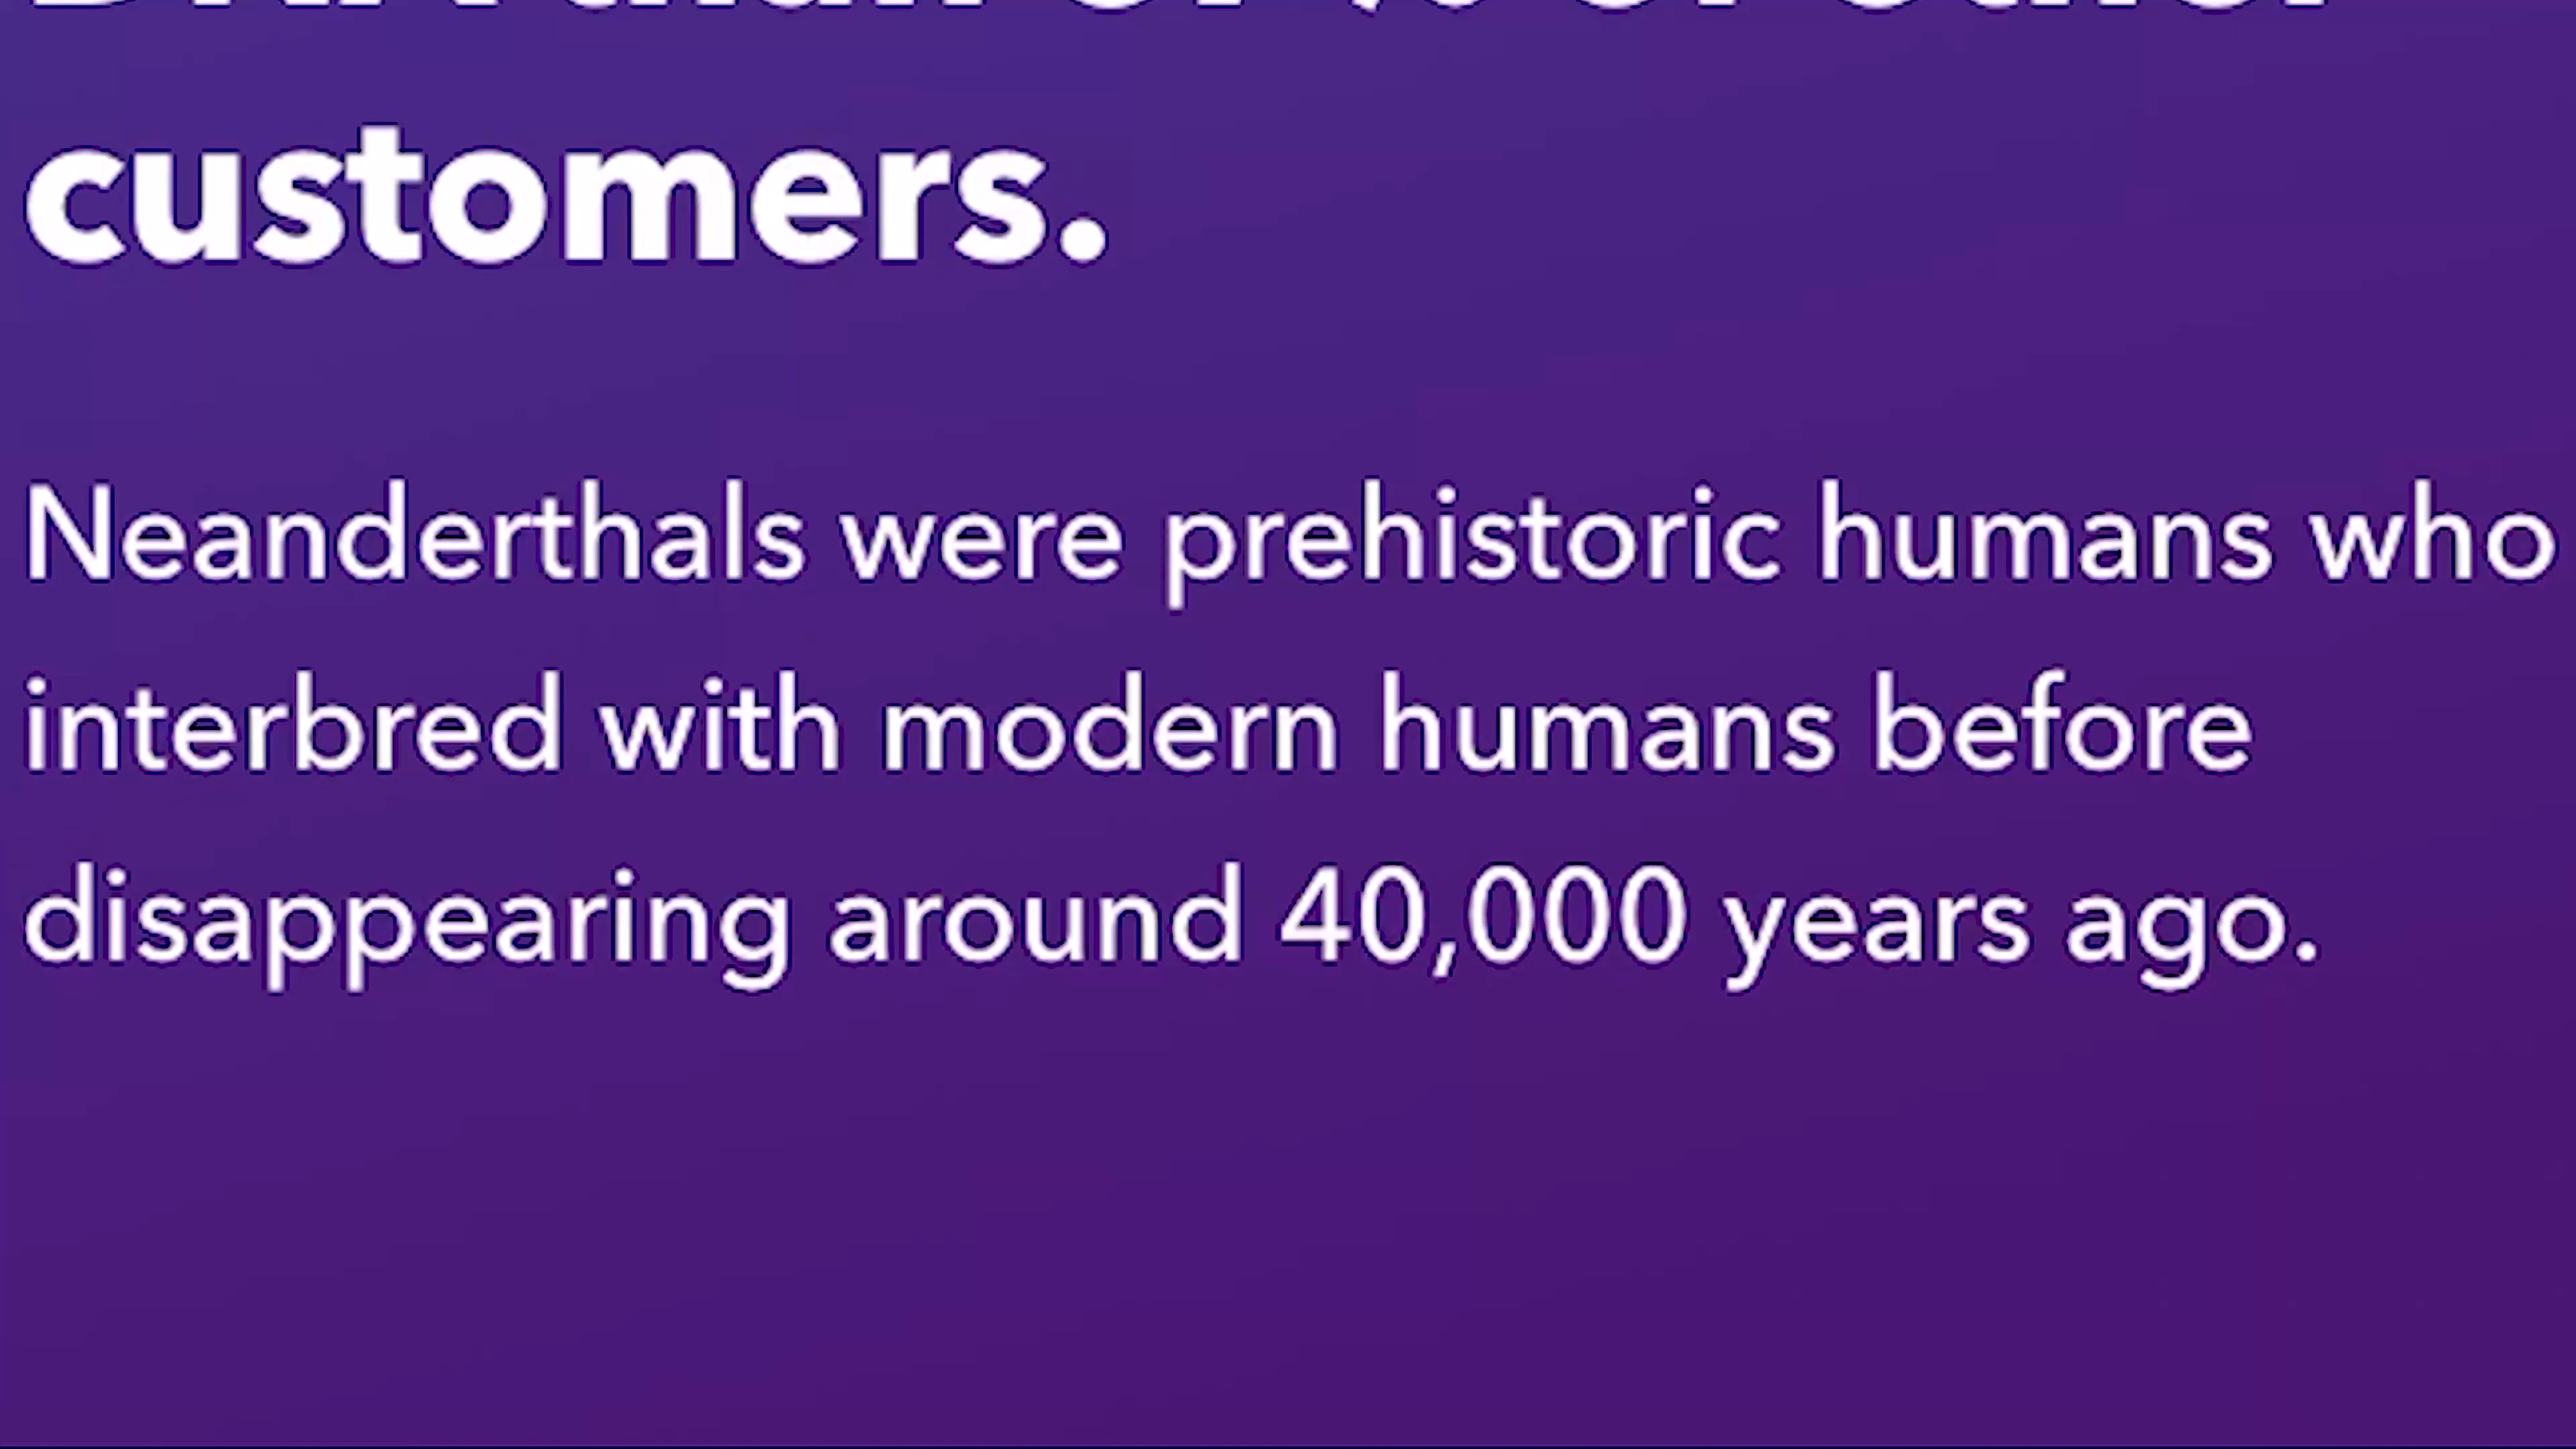 customers.
Neanderthals were prehistoric humans who
interbred with modern humans before
disappearing around 40,000 years ago.